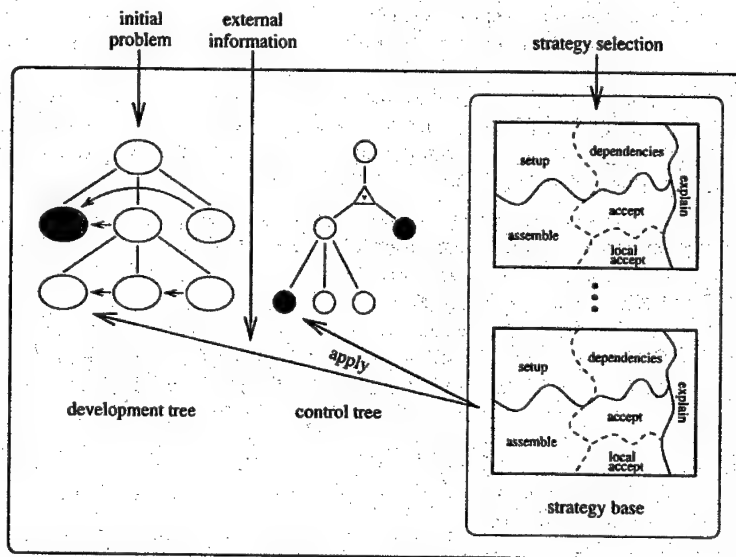 initial
problem
external
information
strategy selection
setup
dependencies
explain
accept
assemble
local
accept
apply
setup
dependencies
explain
accept
assemble
local
accept
development tree
control tree
strategy base